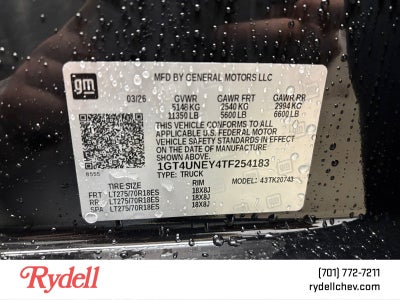 gm
MFD BY GENERAL MOTORS LLC
03/26 GVWR GAWR FRT GAWR RR
5148 KG 2540 KG 2994 KG
11350 LB 5600 LB 6600 LB
THIS VEHICLE CONFORMS TO ALL
APPLICABLE U.S. FEDERAL MOTOR
VEHICLE SAFETY STANDARDS IN EFFECT
ON THE DATE OF MANUFACTURE
SHOWN ABOVE.
1GT4UNEY4TF254183
8555 TYPE: TRUCK
MODEL: 43TK20743
TIRE SIZE RIM
FRT LT275/70R18ES 18X8J
RR LT275/70R18ES 18X8J
SPA LT275/70R18ES 18X8J
Rydell
(701) 772-7211
rydellchev.com